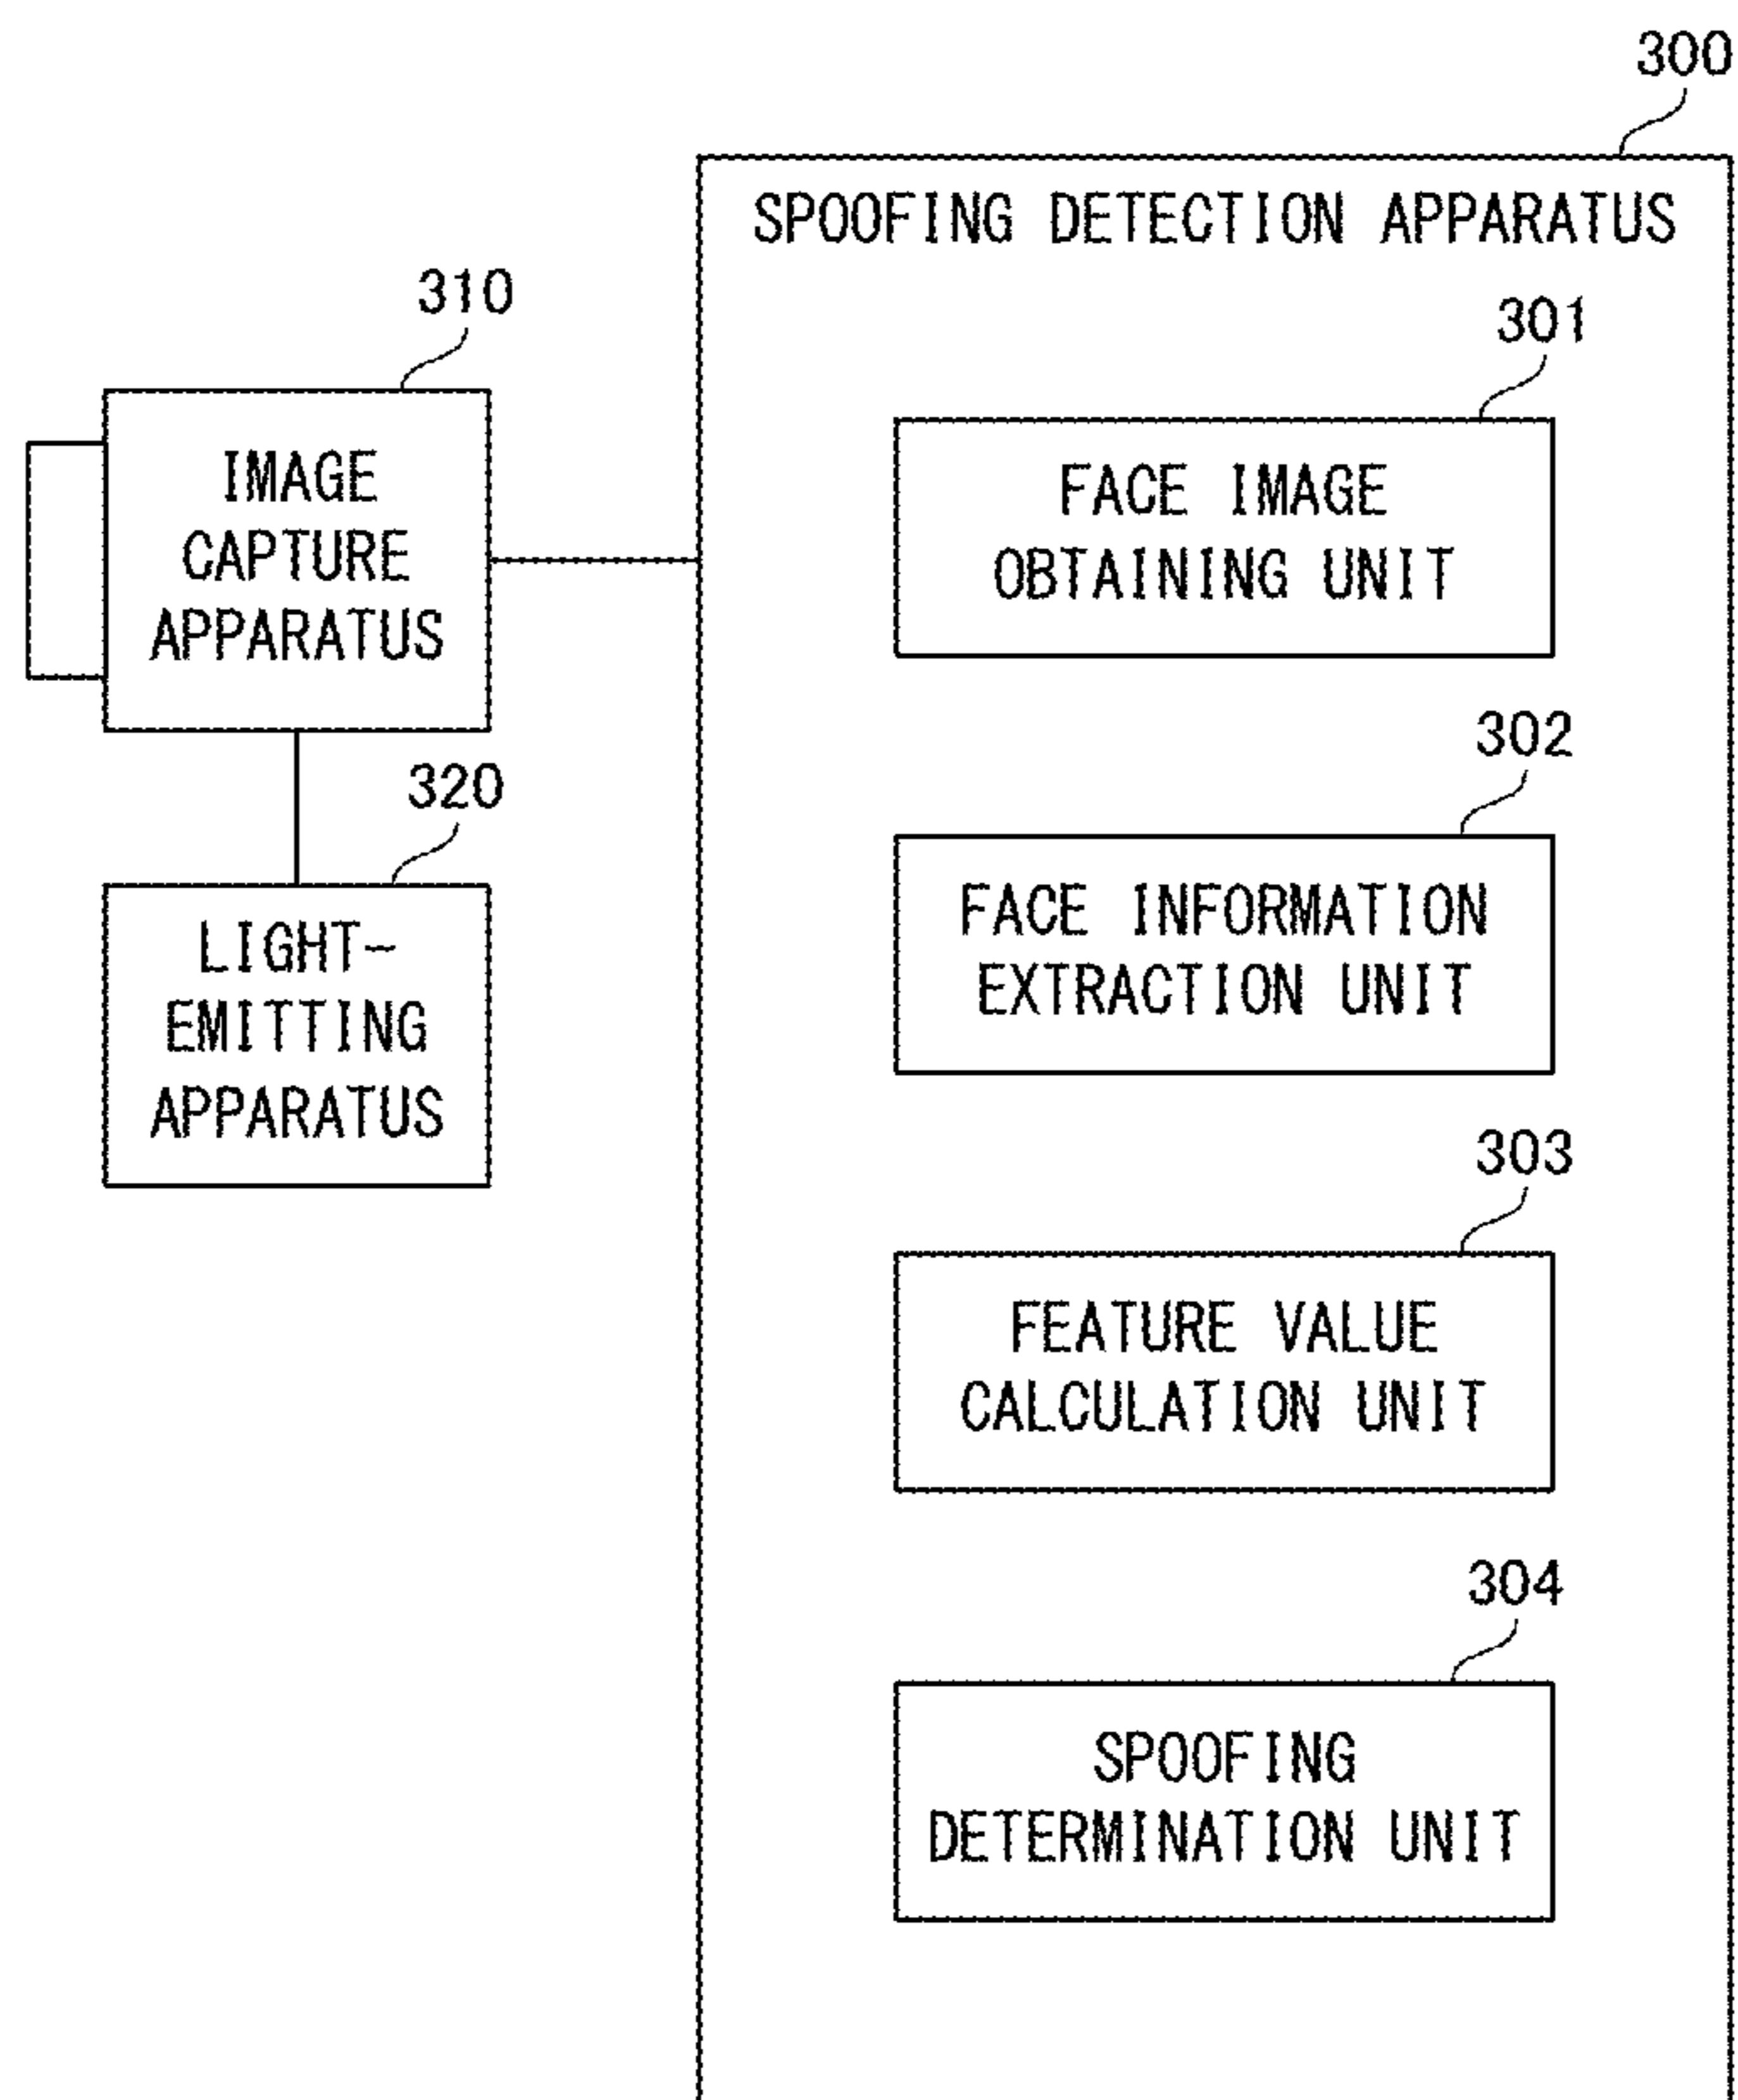 300
SPOOFING DETECTION APPARATUS
310
IMAGE
CAPTURE
APPARATUS
320
LIGHT-
EMITTING
APPARATUS
301
FACE IMAGE
OBTAINING UNIT
302
FACE INFORMATION
EXTRACTION UNIT
303
FEATURE VALUE
CALCULATION UNIT
304
SPOOFING
DETERMINATION UNIT